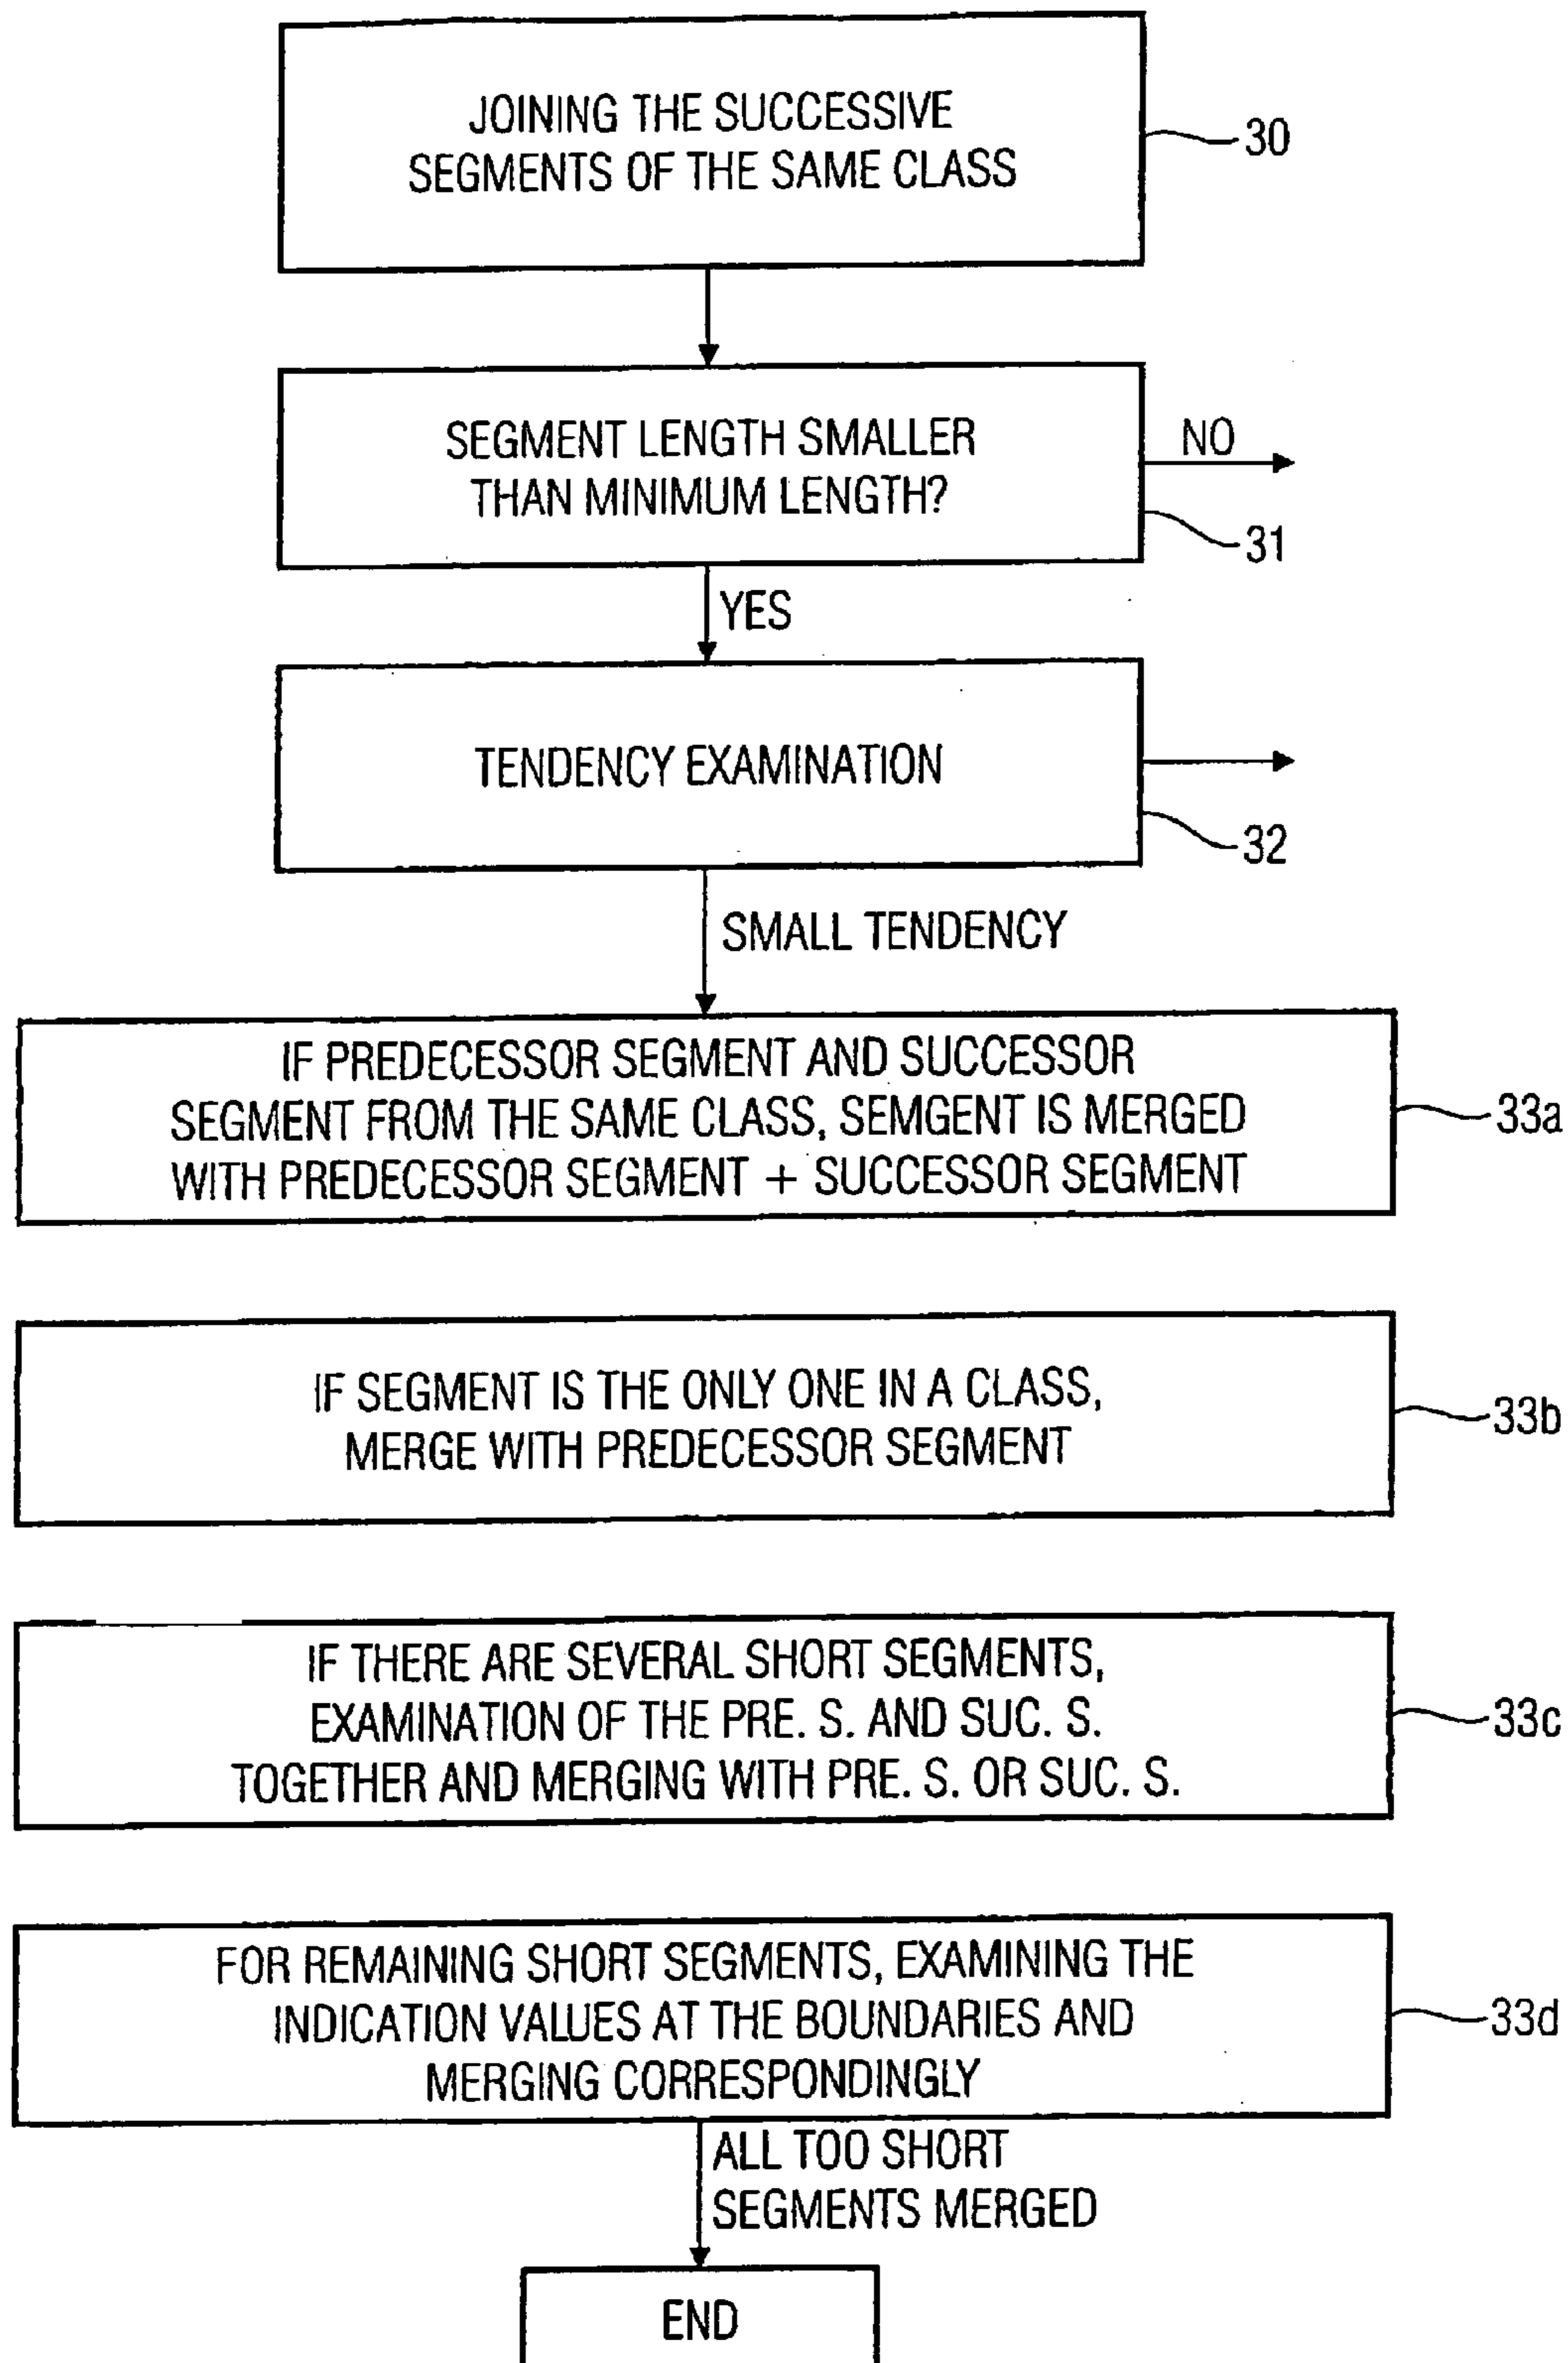 JOINING THE SUCCESSIVE
SEGMENTS OF THE SAME CLASS
30
SEGMENT LENGTH SMALLER
THAN MINIMUM LENGTH?
NO
31
YES
TENDENCY EXAMINATION
32
SMALL TENDENCY
IF PREDECESSOR SEGMENT AND SUCCESSOR
SEGMENT FROM THE SAME CLASS, SEMGENT IS MERGED
WITH PREDECESSOR SEGMENT + SUCCESSOR SEGMENT
33a
IF SEGMENT IS THE ONLY ONE IN A CLASS,
MERGE WITH PREDECESSOR SEGMENT
33b
IF THERE ARE SEVERAL SHORT SEGMENTS,
EXAMINATION OF THE PRE. S. AND SUC. S.
TOGETHER AND MERGING WITH PRE. S. OR SUC. S.
33c
FOR REMAINING SHORT SEGMENTS, EXAMINING THE
INDICATION VALUES AT THE BOUNDARIES AND
MERGING CORRESPONDINGLY
33d
ALL TOO SHORT
SEGMENTS MERGED
END